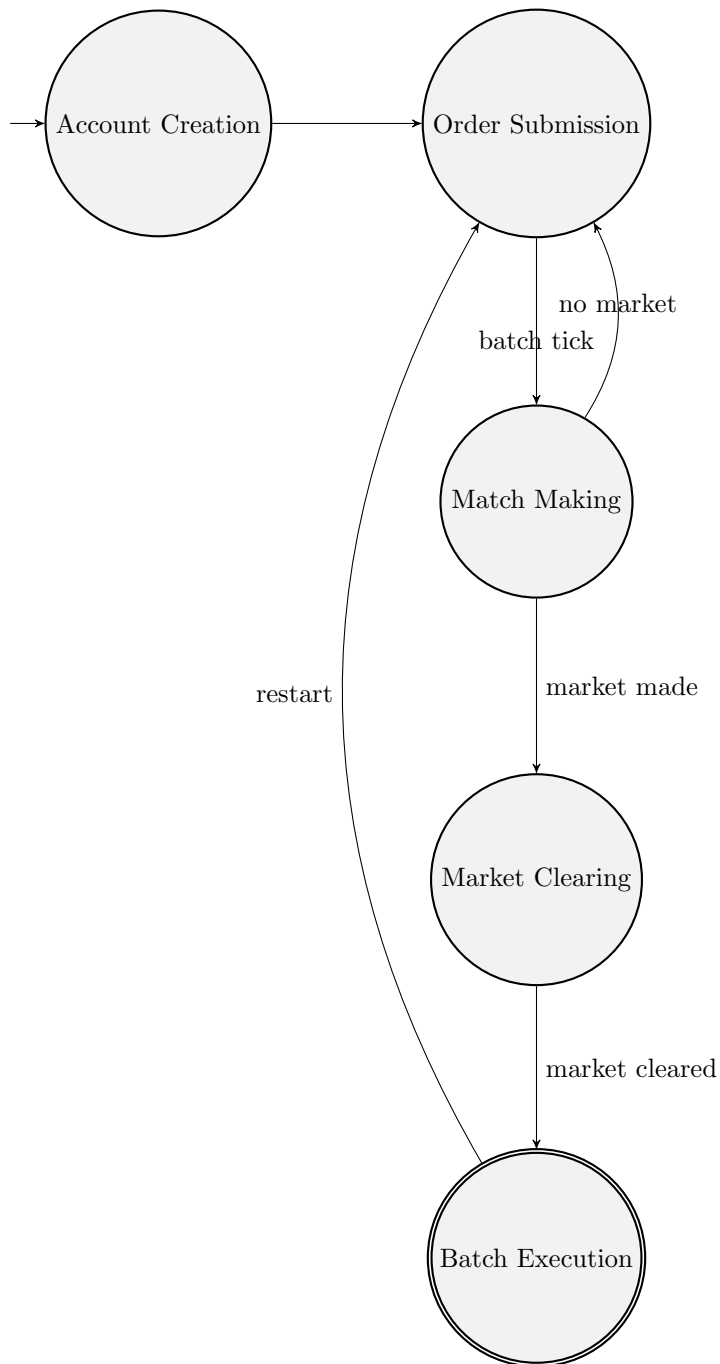 Account Creation
Order Submission
no market
batch tick
Match Making
restart
market made
Market Clearing
market cleared
Batch Execution